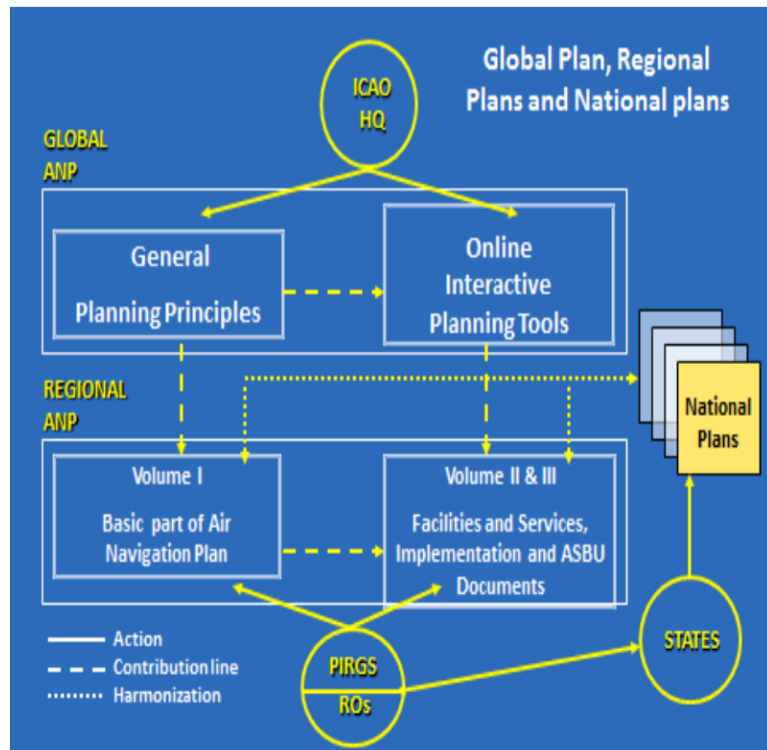 Global Plan, Regional
Plans and National plans
ICAO
HQ
GLOBAL
ANP
General
Planning Principles
Online
Interactive
Planning Tools
REGIONAL
ANP
National
Plans
Volume I
Basic part of Air
Navigation Plan
Volume II & III
Facilities and Services,
Implementation and ASBU
Documents
Action
Contribution line
Harmonization
PIRGS
ROs
STATES